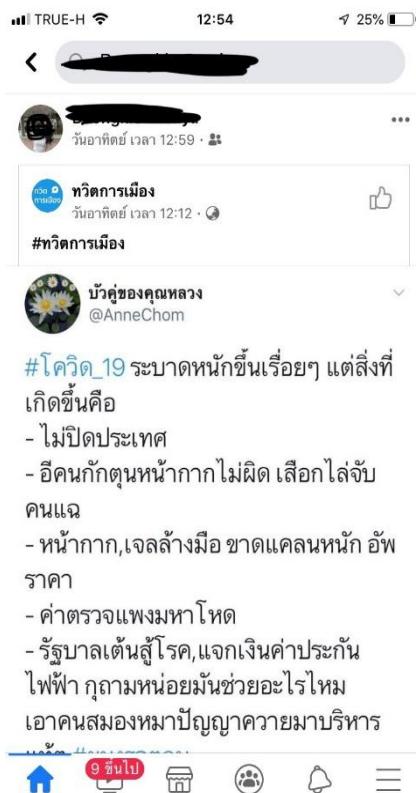 TRUE-H 12:54 25%
วันอาทิตย์ เวลา 12:59
ทวิต
การเมือง
ทวิตการเมือง
วันอาทิตย์ เวลา 12:12
#ทวิตการเมือง
บัวคู่ของคุณหลวง
@AnneChom
#โควิด_19 ระบาดหนักขึ้นเรื่อยๆ แต่สิ่งที่
เกิดขึ้นคือ
- ไม่ปิดประเทศ
- อีคนกักตุนหน้ากากไม่ผิด เสือกไล่จับ
คนแฉ
- หน้ากาก,เจลล้างมือ ขาดแคลนหนัก อัพ
ราคา
- ค่าตรวจแพงมหาโหด
- รัฐบาลเต้นสู้โรค,แจกเงินค่าประกัน
ไฟฟ้า กูถามหน่อยมันช่วยอะไรไหม
เอาคนสมองหมาปัญญาควายมาบริหาร
9 ขึ้นไป